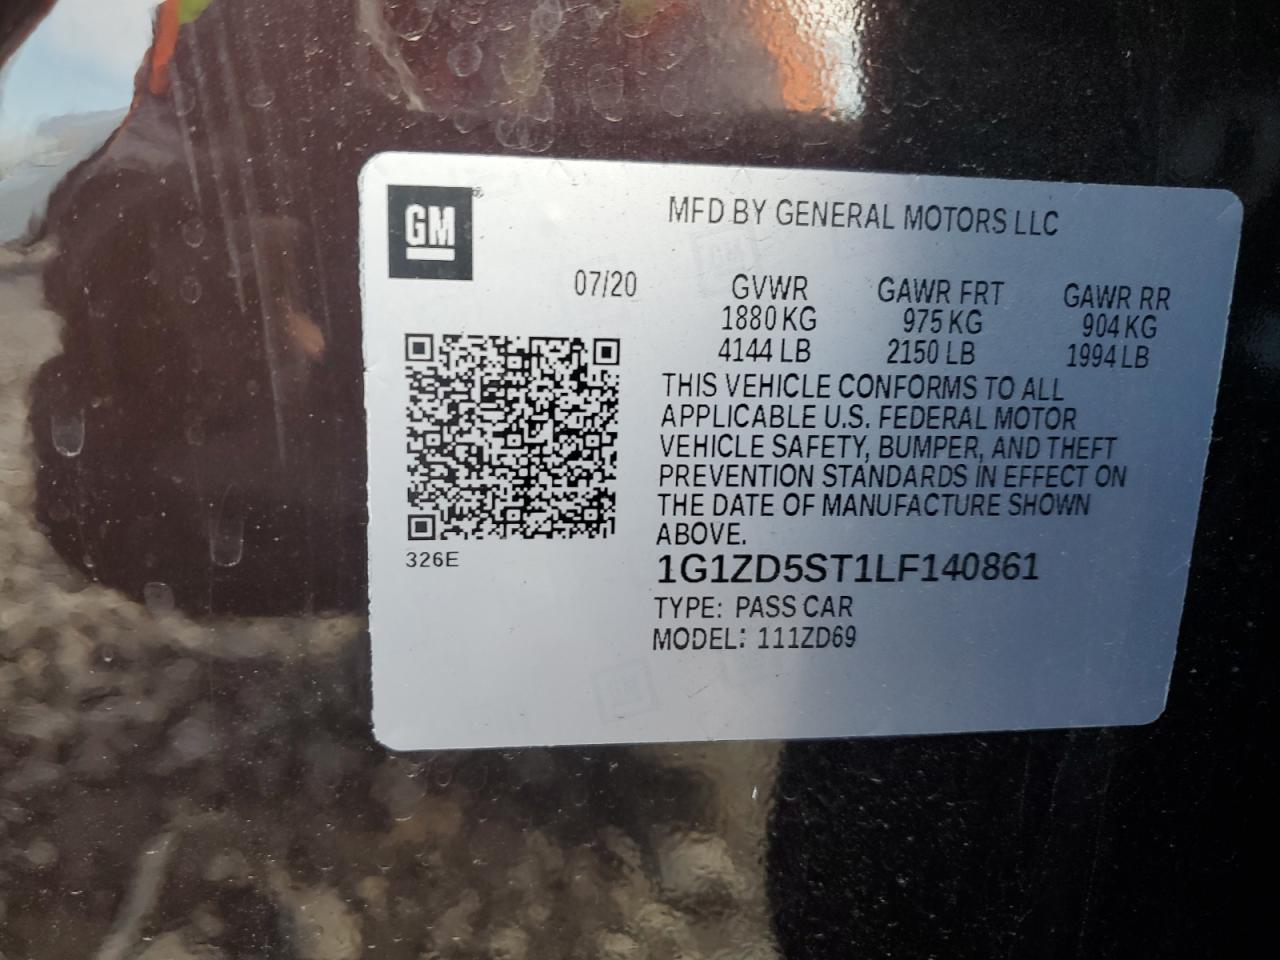 GM
MFD BY GENERAL MOTORS LLC
07/20 GVWR GAWR FRT GAWR RR
1880 KG 975 KG 904 KG
4144 LB 2150 LB 1994 LB
THIS VEHICLE CONFORMS TO ALL
APPLICABLE U.S. FEDERAL MOTOR
VEHICLE SAFETY, BUMPER, AND THEFT
PREVENTION STANDARDS IN EFFECT ON
THE DATE OF MANUFACTURE SHOWN
ABOVE.
326E
1G1ZD5ST1LF140861
TYPE: PASS CAR
MODEL: 111ZD69